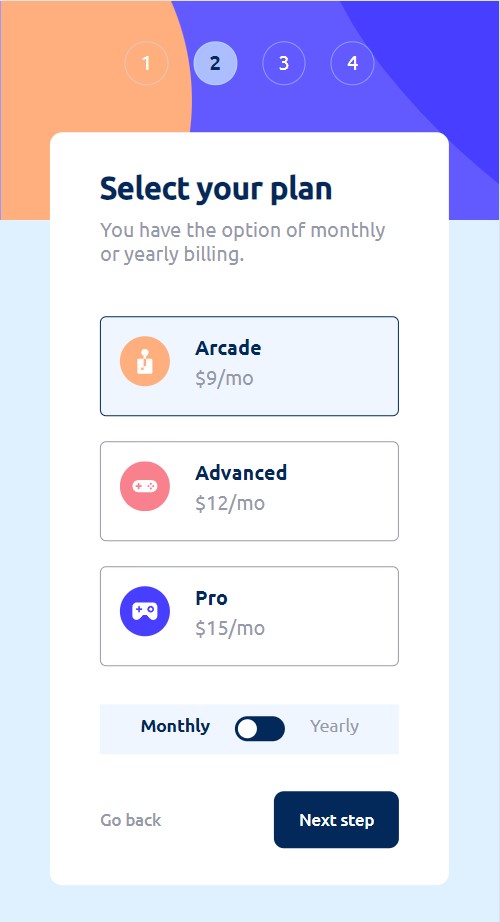 1 2 3 4
Select your plan
You have the option of monthly
or yearly billing.
Arcade
$9/mo
Advanced
$12/mo
Pro
$15/mo
Monthly Yearly
Go back Next step